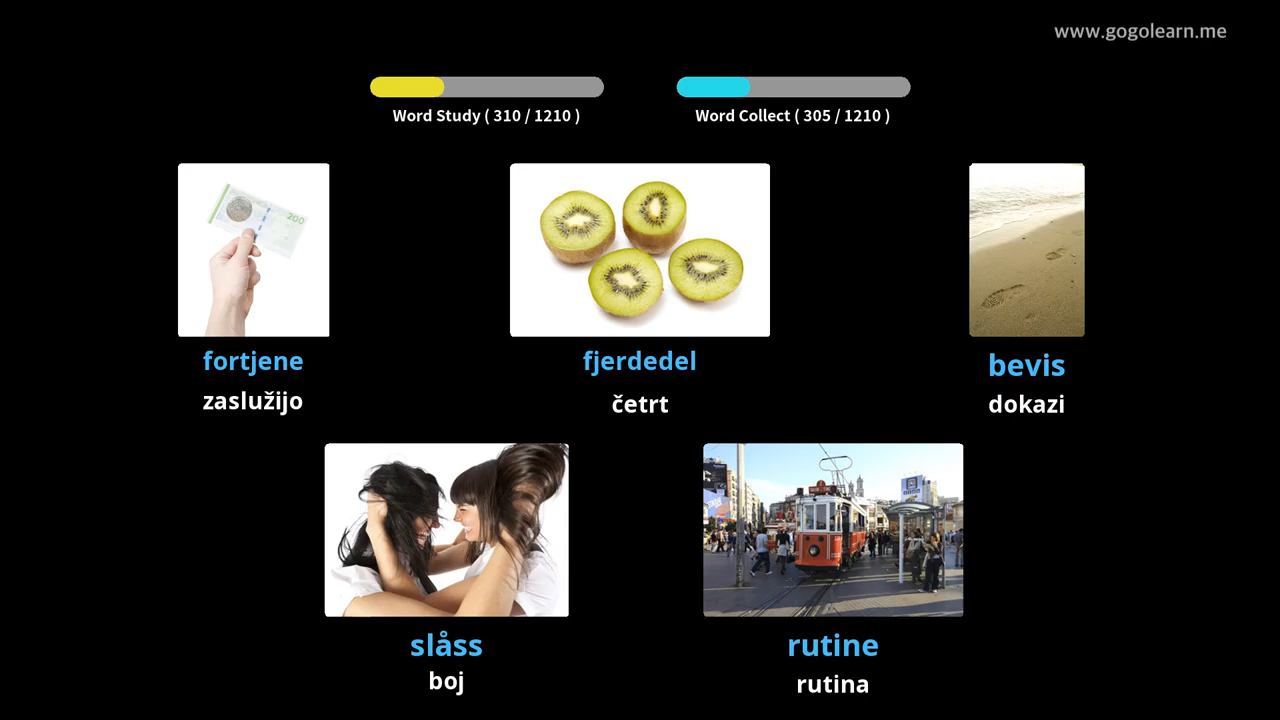 www.gogolearn.me
Word Study ( 310 / 1210 )
Word Collect ( 305 / 1210 )
200
fortjene
fjerdedel
bevis
zaslužijo
četrt
dokazi
slåss
rutine
boj
rutina